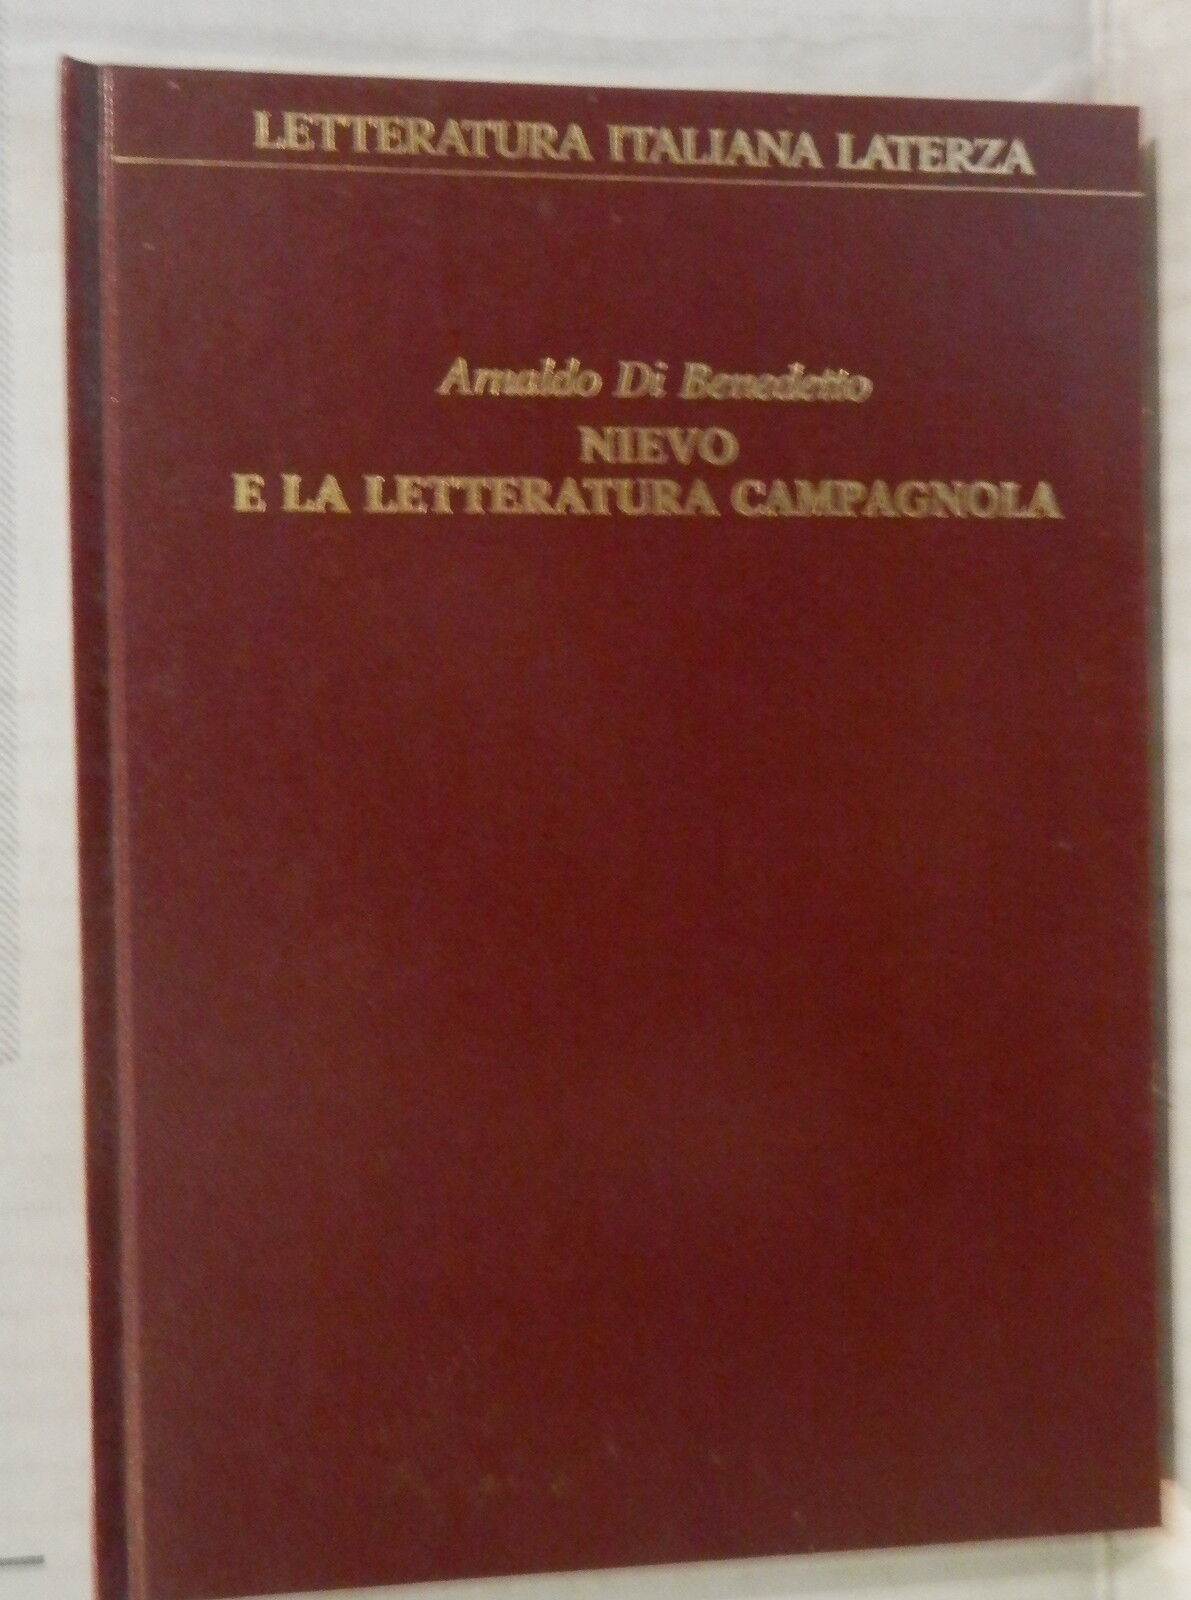 LETTERATURA ITALIANA LATERZA
Arnaldo Di Benedetto
NIEVO
E LA LETTERATURA CAMPAGNOLA